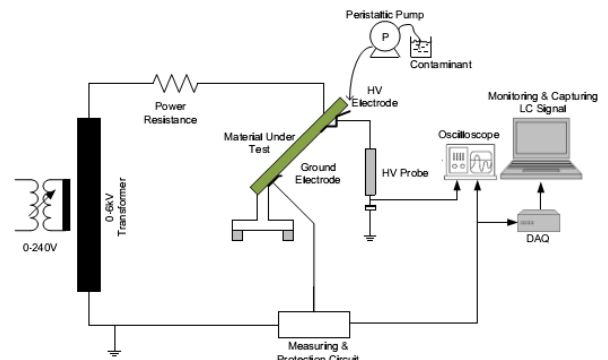 Peristaltic Pump
P
Contaminant
HV
Electrode
Power
Resistance
Monitoring & Capturing
LC Signal
Oscilloscope
Material Under
Test
Ground
Electrode
HV Probe
0-6kV
Transformer
0-240V
DAQ
Measuring &
Protection Circuit